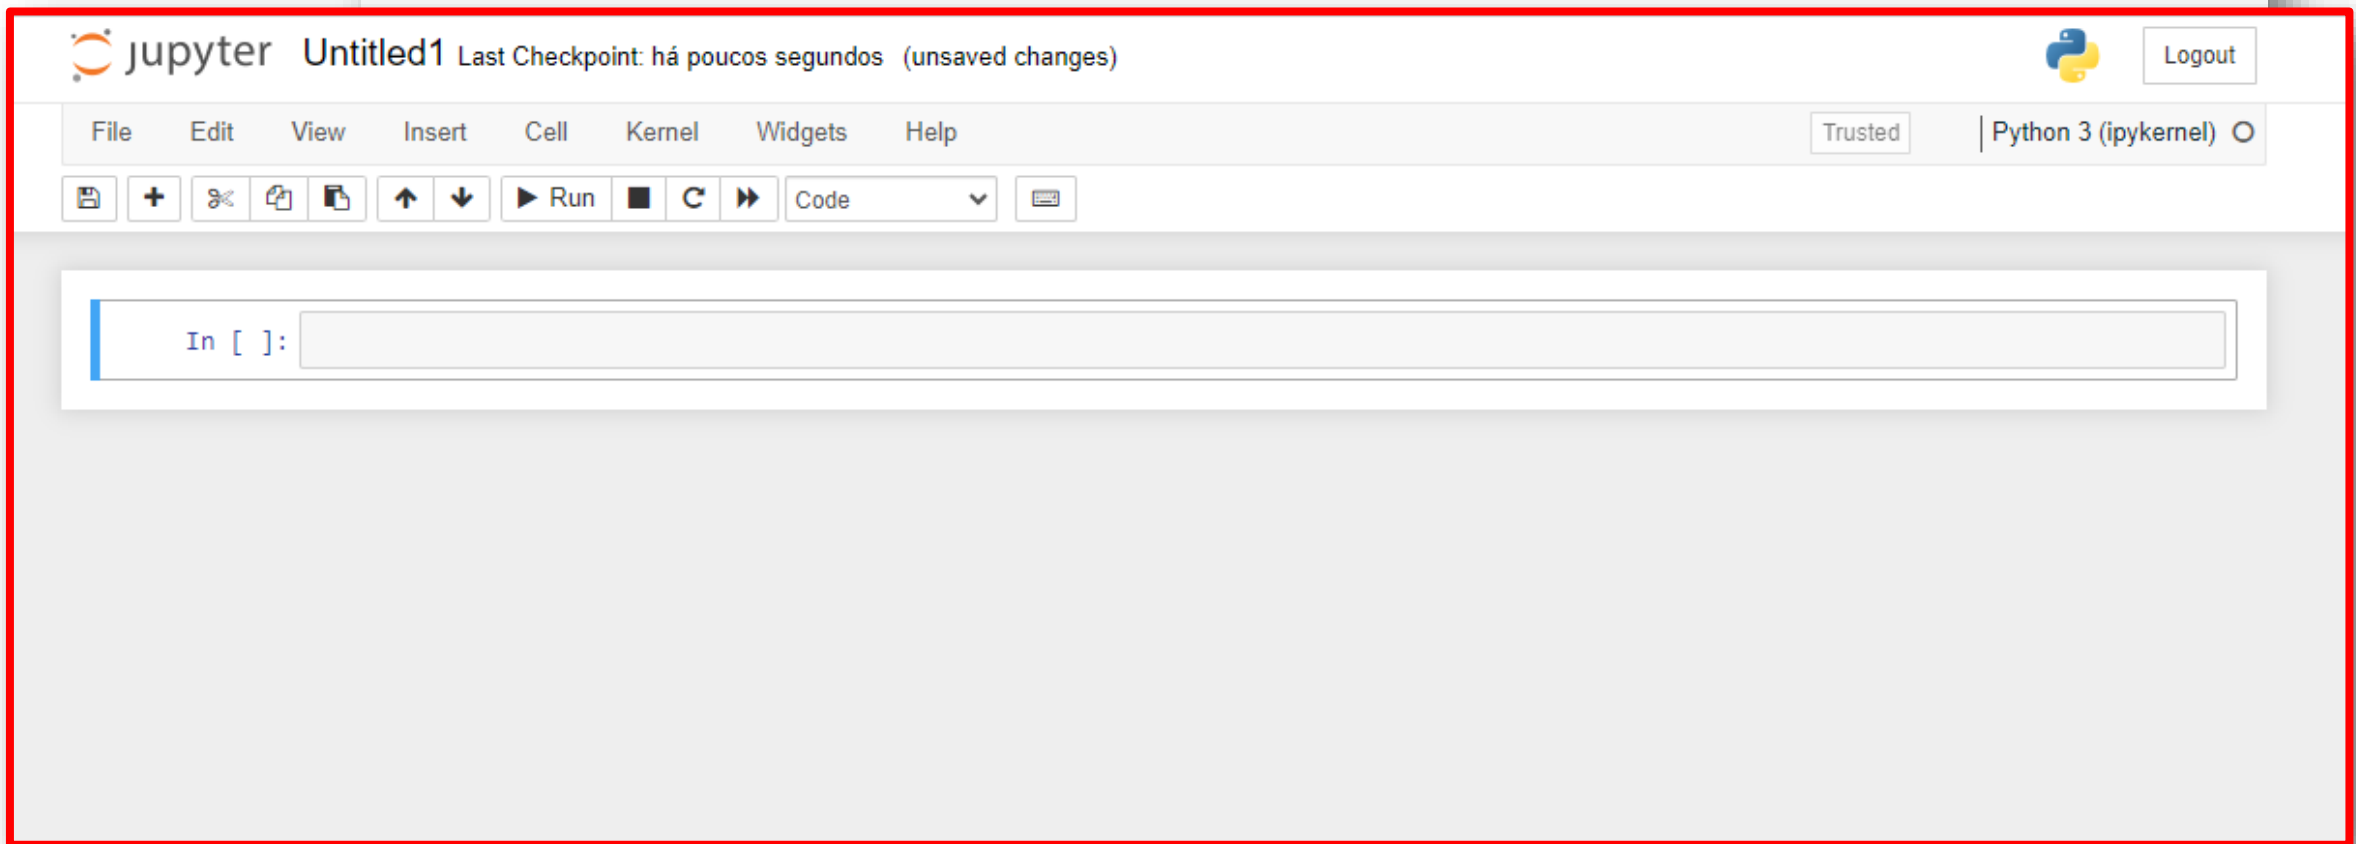 jupyter Untitled1 Last Checkpoint: há poucos segundos (unsaved changes) Logout
File Edit View Insert Cell Kernel Widgets Help Trusted Python 3 (ipykernel)
Run Code
In [ ]: